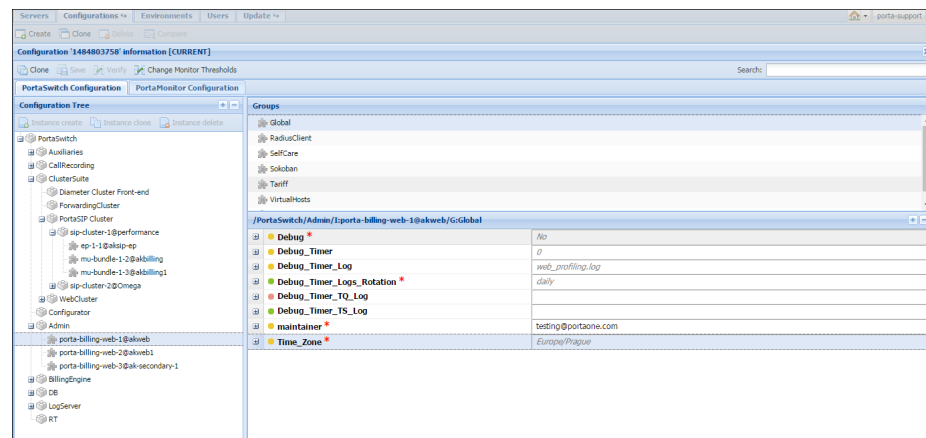 Servers Configurations Environments Users Update porta-support
Create Clone Delete Compare
Configuration '1484803758' information [CURRENT]
Clone Save Verify Change Monitor Thresholds Search:
PortaSwitch Configuration PortaMonitor Configuration
Configuration Tree
Instance create Instance clone Instance delete
PortaSwitch
Auxiliaries
CallRecording
ClusterSuite
Diameter Cluster Front-end
ForwardingCluster
PortaSIP Cluster
sip-cluster-1@performance
ep-1-1@aksip-ep
mu-bundle-1-2@akbilling
mu-bundle-1-3@akbilling1
sip-cluster-2@Omega
WebCluster
Configurator
Admin
porta-billing-web-1@akweb
porta-billing-web-2@akweb1
porta-billing-web-3@ak-secondary-1
BillingEngine
DB
LogServer
RT
Groups
Global
RadiusClient
SelfCare
Sokoban
Tariff
VirtualHosts
/PortaSwitch/Admin/I:porta-billing-web-1@akweb/G:Global
Debug * No
Debug_Timer 0
Debug_Timer_Log web_profiling.log
Debug_Timer_Logs_Rotation * daily
Debug_Timer_TQ_Log
Debug_Timer_TS_Log
maintainer * testing@portaone.com
Time_Zone * Europe/Prague